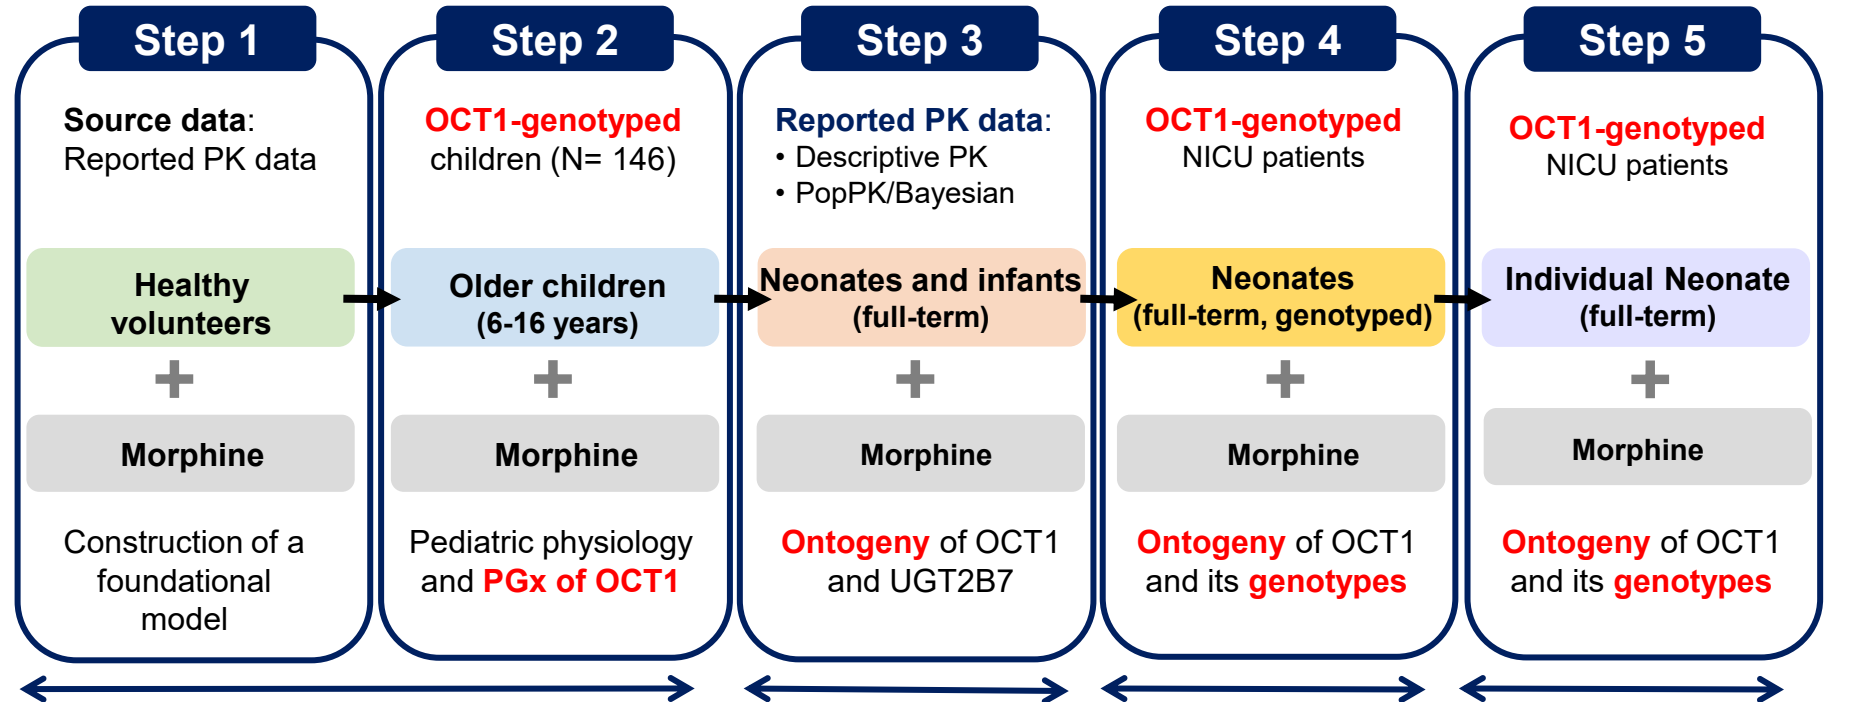 Step 1
Source data:
Reported PK data
Healthy
volunteers
Morphine
Construction of a
foundational
model
Step 2
OCT1-genotyped
children (N= 146)
Older children
(6-16 years)
Morphine
Pediatric physiology
and PGx of OCT1
Step 3
Reported PK data:
• Descriptive PK
• PopPK/Bayesian
Neonates and infants
(full-term)
Morphine
Ontogeny of OCT1
and UGT2B7
Step 4
OCT1-genotyped
NICU patients
Neonates
(full-term, genotyped)
Morphine
Ontogeny of OCT1
and its genotypes
Step 5
OCT1-genotyped
NICU patients
Individual Neonate
(full-term)
Morphine
Ontogeny of OCT1
and its genotypes